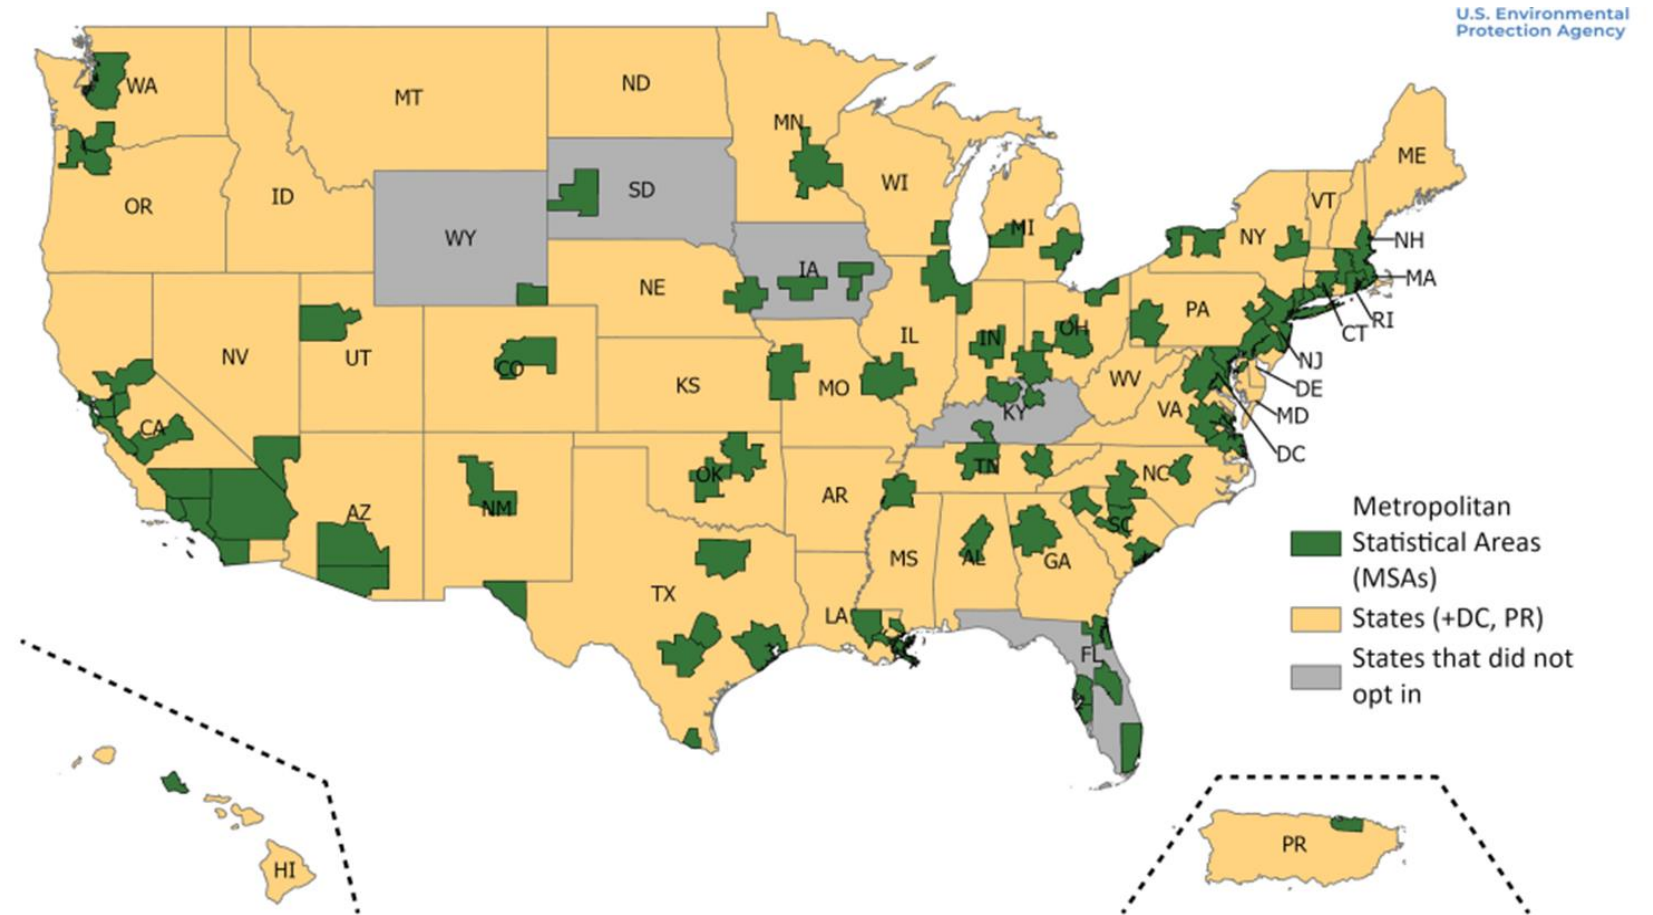 U.S. Environmental
Protection Agency
WA
MT
ND
MN
SD
WI
MI
ME
VT
NY
NH
MA
OR
ID
WY
IA
NE
PA
RI
CT
NJ
DE
MD
DC
NV
UT
CO
KS
MO
IL
IN
OH
WV
VA
KY
CA
AZ
NM
OK
AR
TN
NC
SC
MS
AL
GA
TX
LA
FL
HI
PR
Metropolitan
Statistical Areas
(MSAs)
States (+DC, PR)
States that did not
opt in